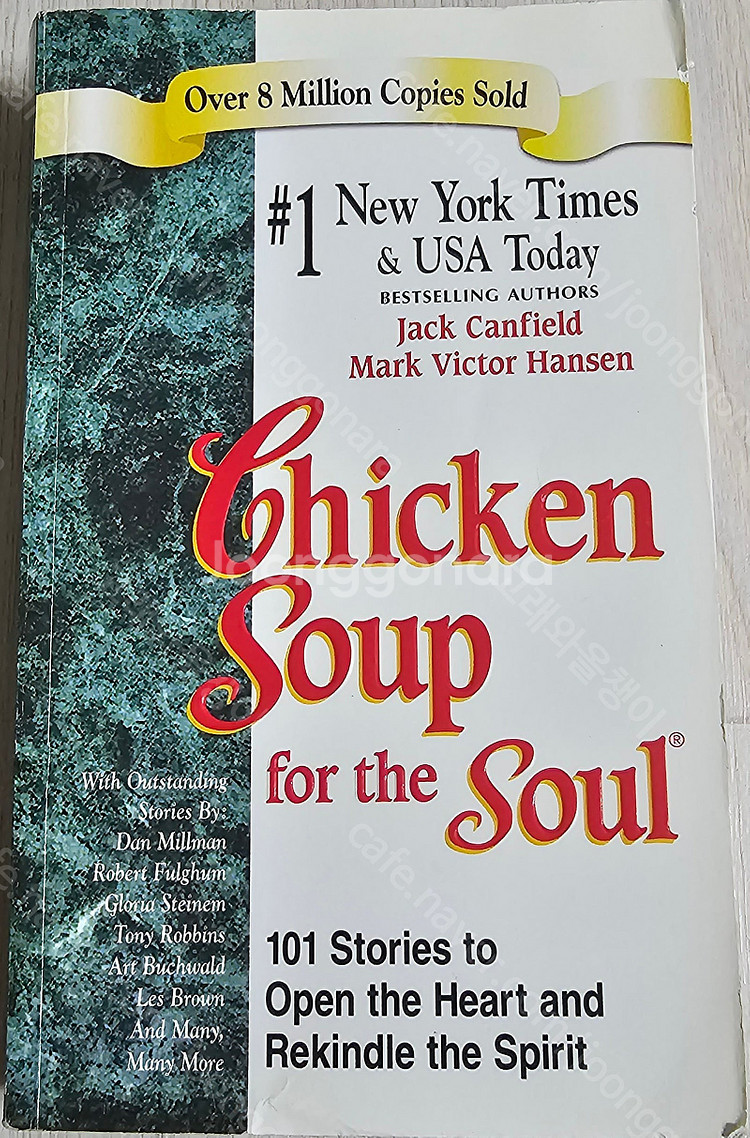 Over 8 Million Copies Sold
#1 New York Times
& USA Today
BESTSELLING AUTHORS
Jack Canfield
Mark Victor Hansen
Chicken
Soup
for the Soul®
With Outstanding
Stories By:
Dan Millman
Robert Fulghum
Gloria Steinem
Tony Robbins
Art Buchwald
Les Brown
And Many,
Many More
101 Stories to
Open the Heart and
Rekindle the Spirit
Joonggonara